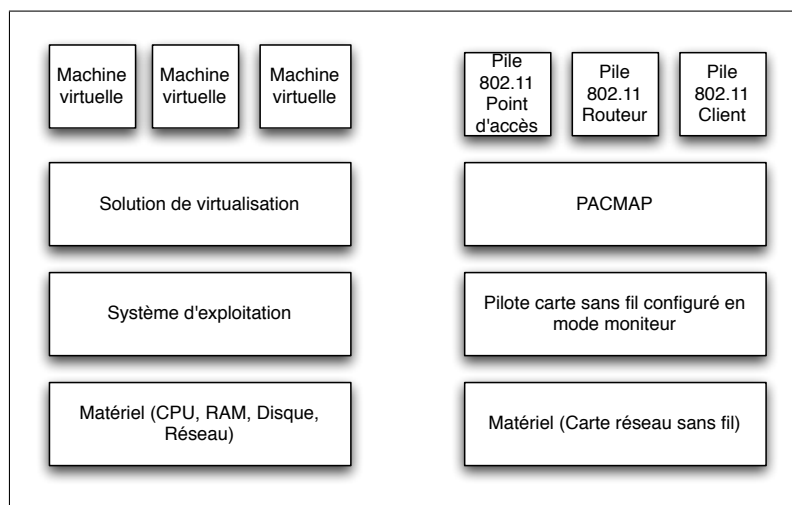 Machine
virtuelle
Machine
virtuelle
Machine
virtuelle
Solution de virtualisation
Système d'exploitation
Matériel (CPU, RAM, Disque,
Réseau)
Pile
802.11
Point
d'accès
Pile
802.11
Routeur
Pile
802.11
Client
PACMAP
Pilote carte sans fil configuré en
mode moniteur
Matériel (Carte réseau sans fil)